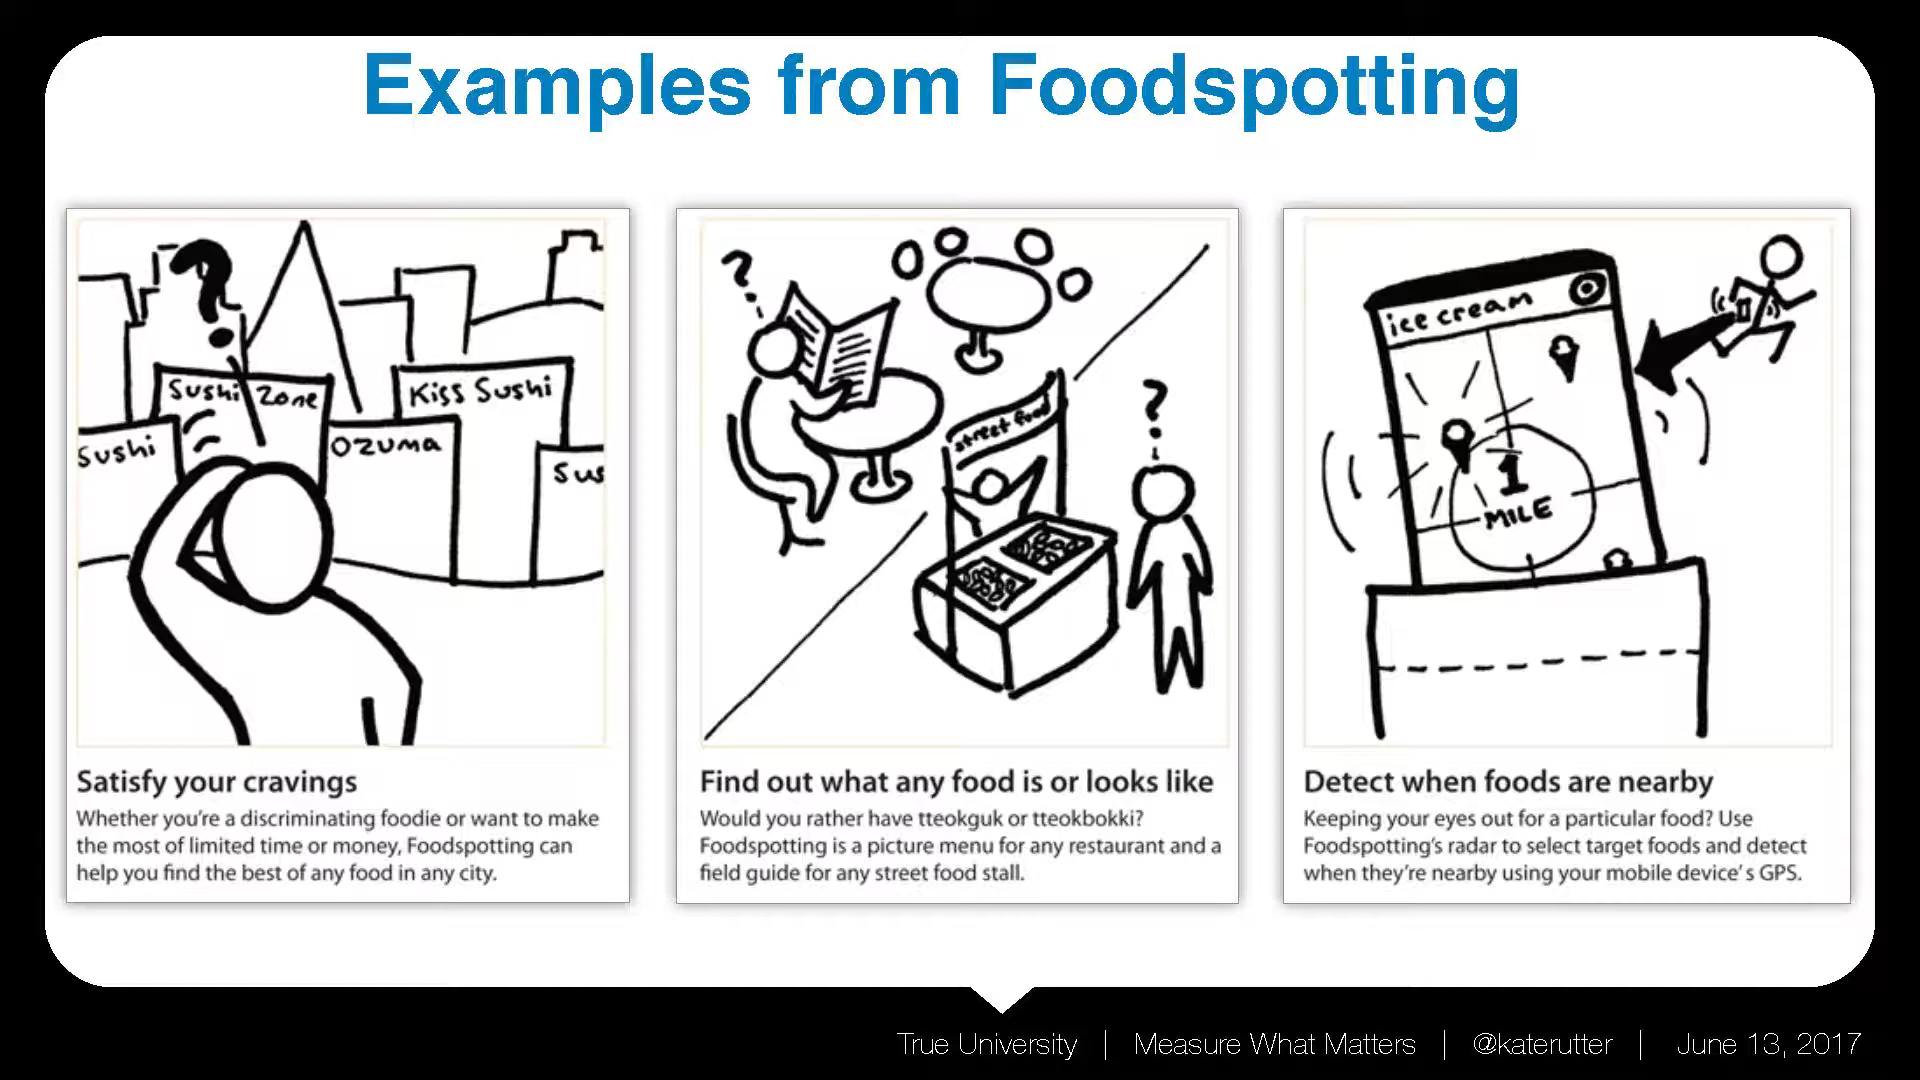 Examples from Foodspotting
?
Sushi Zone
Kiss Sushi
Sushi
Ozuma
Sus
Satisfy your cravings
Whether you're a discriminating foodie or want to make
the most of limited time or money, Foodspotting can
help you find the best of any food in any city.
?
street food
?
Find out what any food is or looks like
Would you rather have tteokguk or tteokbokki?
Foodspotting is a picture menu for any restaurant and a
field guide for any street food stall.
ice cream
1
MILE
Detect when foods are nearby
Keeping your eyes out for a particular food? Use
Foodspotting's radar to select target foods and detect
when they're nearby using your mobile device's GPS.
True University | Measure What Matters | @katerutter | June 13, 2017